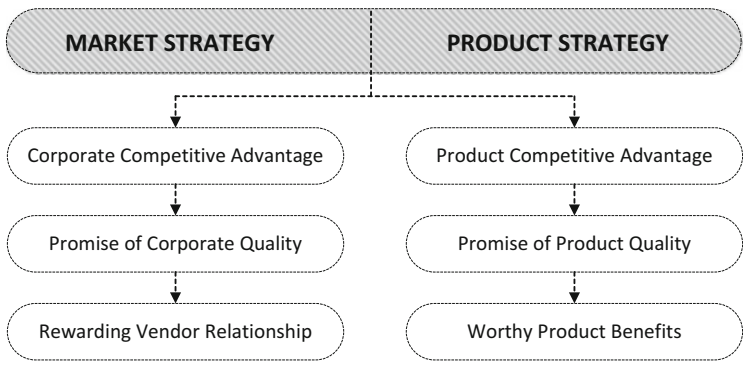 MARKET STRATEGY
PRODUCT STRATEGY
Corporate Competitive Advantage
Product Competitive Advantage
Promise of Corporate Quality
Promise of Product Quality
Rewarding Vendor Relationship
Worthy Product Benefits